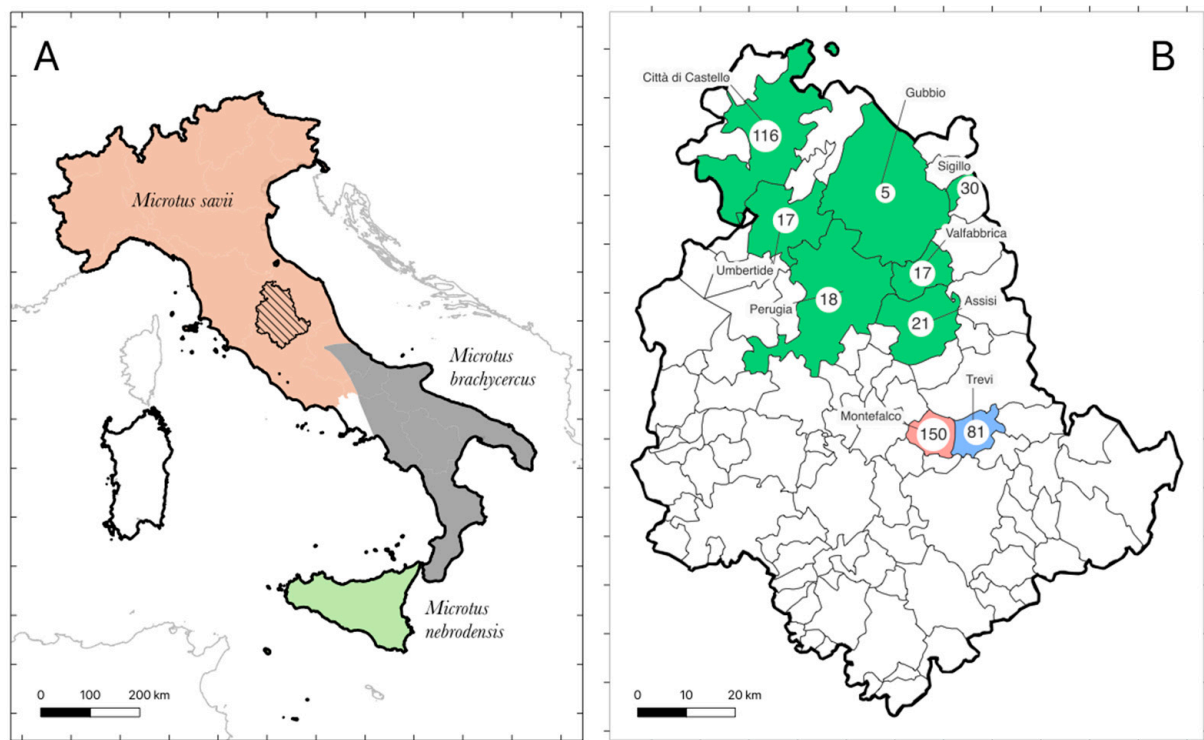 A
Microtus savii
Microtus
brachycercus
Microtus
nebrodensis
0 100 200 km
B
Città di Castello
Gubbio
116
Sigillo
30
5
17
Valfabbrica
17
Umbertide
18
Perugia
Assisi
21
Trevi
Montefalco
150
81
0 10 20 km